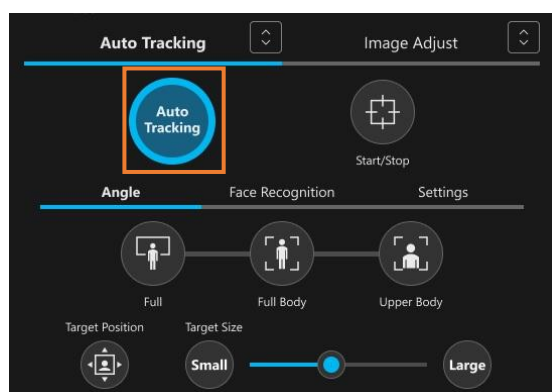 Auto Tracking
Image Adjust
Auto
Tracking
Start/Stop
Angle
Face Recognition
Settings
Full
Full Body
Upper Body
Target Position
Target Size
Small
Large